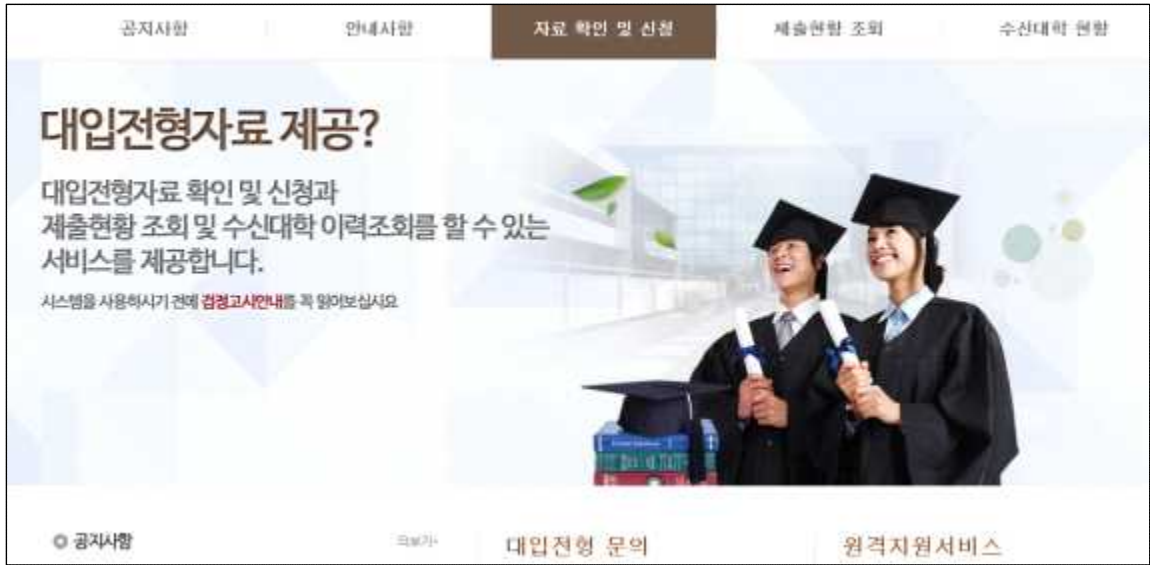 공지사항 안내사항 자료 확인 및 신청 제출현황 조회 수신대학 현황
대입전형자료 제공?
대입전형자료 확인 및 신청과
제출현황 조회 및 수신대학 이력조회를 할 수 있는
서비스를 제공합니다.
시스템을 사용하시기 전에 검정고시안내를 꼭 읽어보십시요
공지사항 더보기+ 대입전형 문의 원격지원서비스